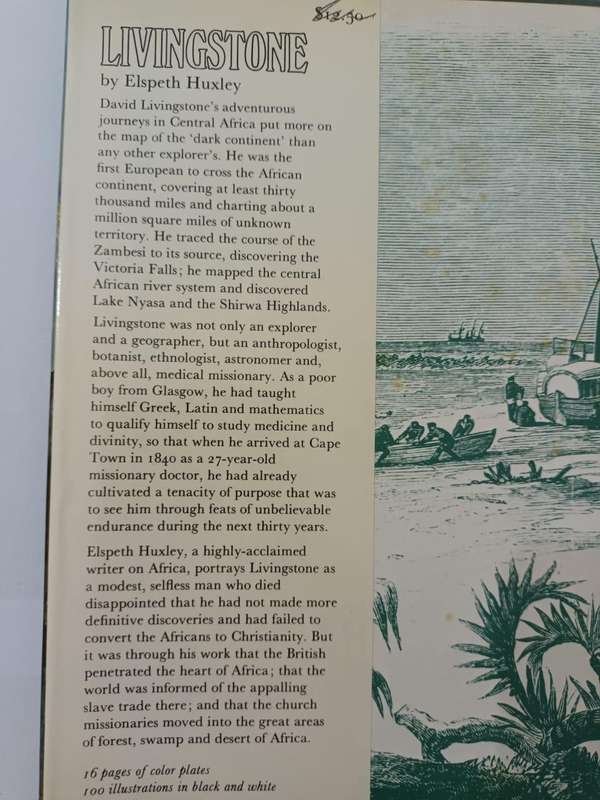 $12.50
LIVINGSTONE
by Elspeth Huxley
David Livingstone's adventurous
journeys in Central Africa put more on
the map of the 'dark continent' than
any other explorer's. He was the
first European to cross the African
continent, covering at least thirty
thousand miles and charting about a
million square miles of unknown
territory. He traced the course of the
Zambesi to its source, discovering the
Victoria Falls; he mapped the central
African river system and discovered
Lake Nyasa and the Shirwa Highlands.
Livingstone was not only an explorer
and a geographer, but an anthropologist,
botanist, ethnologist, astronomer and,
above all, medical missionary. As a poor
boy from Glasgow, he had taught
himself Greek, Latin and mathematics
to qualify himself to study medicine and
divinity, so that when he arrived at Cape
Town in 1840 as a 27-year-old
missionary doctor, he had already
cultivated a tenacity of purpose that was
to see him through feats of unbelievable
endurance during the next thirty years.
Elspeth Huxley, a highly-acclaimed
writer on Africa, portrays Livingstone as
a modest, selfless man who died
disappointed that he had not made more
definitive discoveries and had failed to
convert the Africans to Christianity. But
it was through his work that the British
penetrated the heart of Africa; that the
world was informed of the appalling
slave trade there; and that the church
missionaries moved into the great areas
of forest, swamp and desert of Africa.
16 pages of color plates
100 illustrations in black and white